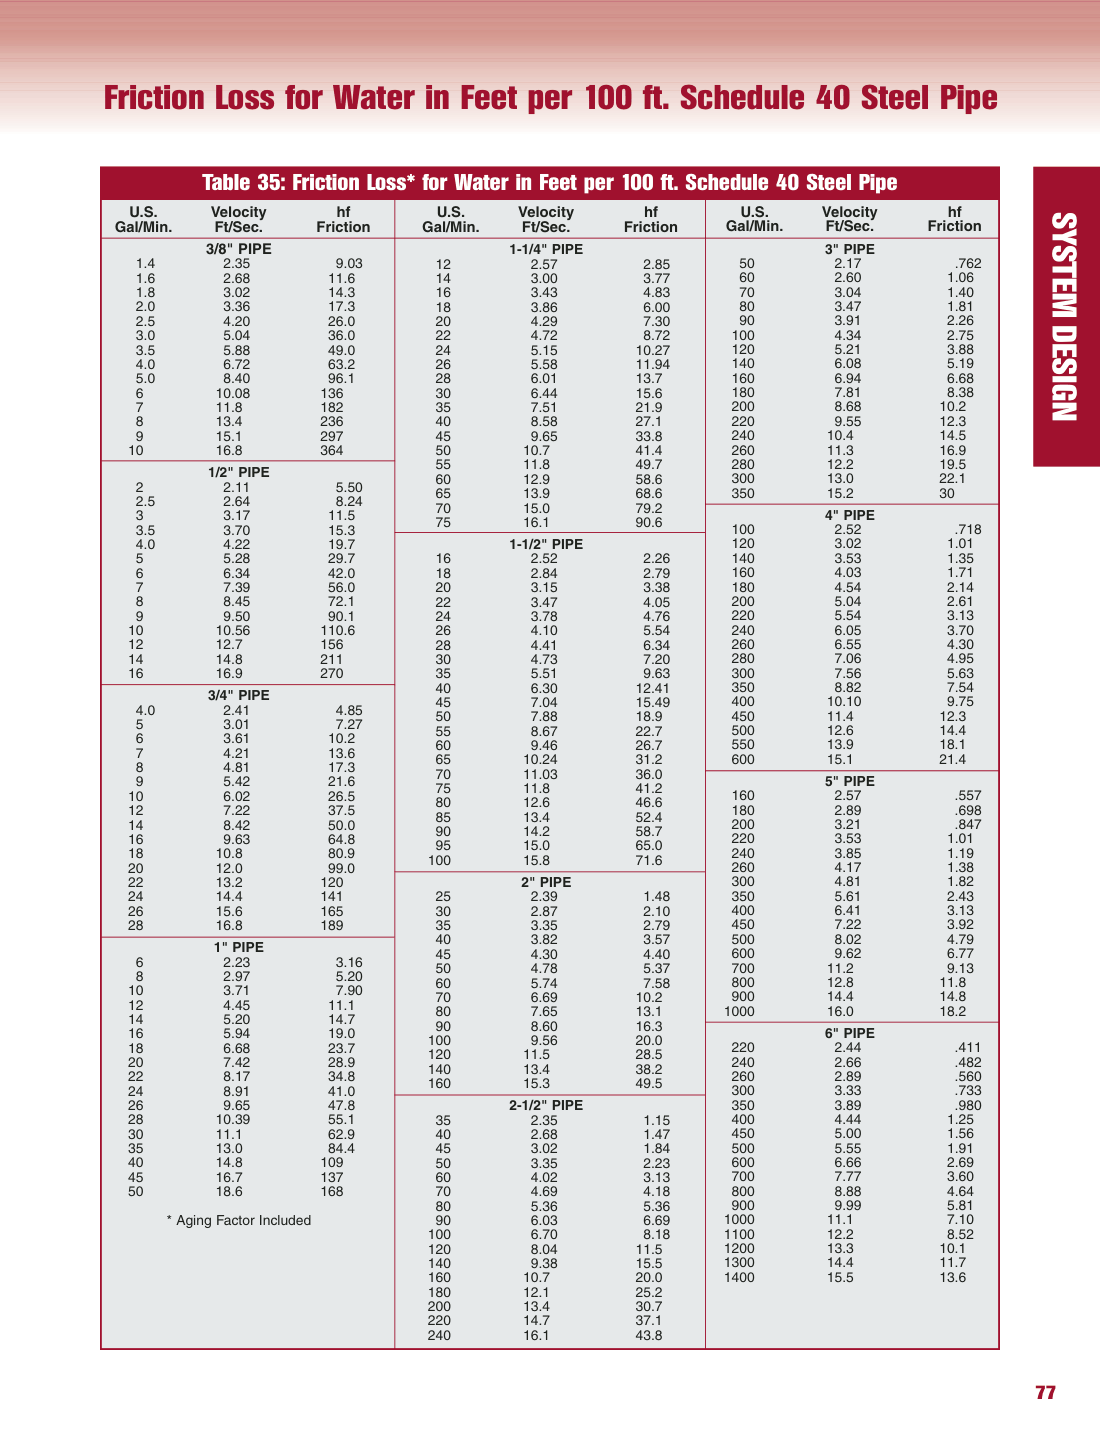 Friction Loss for Water in Feet per 100 ft. Schedule 40 Steel Pipe
Table 35: Friction Loss* for Water in Feet per 100 ft. Schedule 40 Steel Pipe
U.S. Velocity hf
Gal/Min. Ft/Sec. Friction
3/8" PIPE
1.4 2.35 9.03
1.6 2.68 11.6
1.8 3.02 14.3
2.0 3.36 17.3
2.5 4.20 26.0
3.0 5.04 36.0
3.5 5.88 49.0
4.0 6.72 63.2
5.0 8.40 96.1
6 10.08 136
7 11.8 182
8 13.4 236
9 15.1 297
10 16.8 364
1/2" PIPE
2 2.11 5.50
2.5 2.64 8.24
3 3.17 11.5
3.5 3.70 15.3
4.0 4.22 19.7
5 5.28 29.7
6 6.34 42.0
7 7.39 56.0
8 8.45 72.1
9 9.50 90.1
10 10.56 110.6
12 12.7 156
14 14.8 211
16 16.9 270
3/4" PIPE
4.0 2.41 4.85
5 3.01 7.27
6 3.61 10.2
7 4.21 13.6
8 4.81 17.3
9 5.42 21.6
10 6.02 26.5
12 7.22 37.5
14 8.42 50.0
16 9.63 64.8
18 10.8 80.9
20 12.0 99.0
22 13.2 120
24 14.4 141
26 15.6 165
28 16.8 189
1" PIPE
6 2.23 3.16
8 2.97 5.20
10 3.71 7.90
12 4.45 11.1
14 5.20 14.7
16 5.94 19.0
18 6.68 23.7
20 7.42 28.9
22 8.17 34.8
24 8.91 41.0
26 9.65 47.8
28 10.39 55.1
30 11.1 62.9
35 13.0 84.4
40 14.8 109
45 16.7 137
50 18.6 168
* Aging Factor Included
U.S. Velocity hf
Gal/Min. Ft/Sec. Friction
1-1/4" PIPE
12 2.57 2.85
14 3.00 3.77
16 3.43 4.83
18 3.86 6.00
20 4.29 7.30
22 4.72 8.72
24 5.15 10.27
26 5.58 11.94
28 6.01 13.7
30 6.44 15.6
35 7.51 21.9
40 8.58 27.1
45 9.65 33.8
50 10.7 41.4
55 11.8 49.7
60 12.9 58.6
65 13.9 68.6
70 15.0 79.2
75 16.1 90.6
1-1/2" PIPE
16 2.52 2.26
18 2.84 2.79
20 3.15 3.38
22 3.47 4.05
24 3.78 4.76
26 4.10 5.54
28 4.41 6.34
30 4.73 7.20
35 5.51 9.63
40 6.30 12.41
45 7.04 15.49
50 7.88 18.9
55 8.67 22.7
60 9.46 26.7
65 10.24 31.2
70 11.03 36.0
75 11.8 41.2
80 12.6 46.6
85 13.4 52.4
90 14.2 58.7
95 15.0 65.0
100 15.8 71.6
2" PIPE
25 2.39 1.48
30 2.87 2.10
35 3.35 2.79
40 3.82 3.57
45 4.30 4.40
50 4.78 5.37
60 5.74 7.58
70 6.69 10.2
80 7.65 13.1
90 8.60 16.3
100 9.56 20.0
120 11.5 28.5
140 13.4 38.2
160 15.3 49.5
2-1/2" PIPE
35 2.35 1.15
40 2.68 1.47
45 3.02 1.84
50 3.35 2.23
60 4.02 3.13
70 4.69 4.18
80 5.36 5.36
90 6.03 6.69
100 6.70 8.18
120 8.04 11.5
140 9.38 15.5
160 10.7 20.0
180 12.1 25.2
200 13.4 30.7
220 14.7 37.1
240 16.1 43.8
U.S. Velocity hf
Gal/Min. Ft/Sec. Friction
3" PIPE
50 2.17 .762
60 2.60 1.06
70 3.04 1.40
80 3.47 1.81
90 3.91 2.26
100 4.34 2.75
120 5.21 3.88
140 6.08 5.19
160 6.94 6.68
180 7.81 8.38
200 8.68 10.2
220 9.55 12.3
240 10.4 14.5
260 11.3 16.9
280 12.2 19.5
300 13.0 22.1
350 15.2 30
4" PIPE
100 2.52 .718
120 3.02 1.01
140 3.53 1.35
160 4.03 1.71
180 4.54 2.14
200 5.04 2.61
220 5.54 3.13
240 6.05 3.70
260 6.55 4.30
280 7.06 4.95
300 7.56 5.63
350 8.82 7.54
400 10.10 9.75
450 11.4 12.3
500 12.6 14.4
550 13.9 18.1
600 15.1 21.4
5" PIPE
160 2.57 .557
180 2.89 .698
200 3.21 .847
220 3.53 1.01
240 3.85 1.19
260 4.17 1.38
300 4.81 1.82
350 5.61 2.43
400 6.41 3.13
450 7.22 3.92
500 8.02 4.79
600 9.62 6.77
700 11.2 9.13
800 12.8 11.8
900 14.4 14.8
1000 16.0 18.2
6" PIPE
220 2.44 .411
240 2.66 .482
260 2.89 .560
300 3.33 .733
350 3.89 .980
400 4.44 1.25
450 5.00 1.56
500 5.55 1.91
600 6.66 2.69
700 7.77 3.60
800 8.88 4.64
900 9.99 5.81
1000 11.1 7.10
1100 12.2 8.52
1200 13.3 10.1
1300 14.4 11.7
1400 15.5 13.6
SYSTEM DESIGN
77